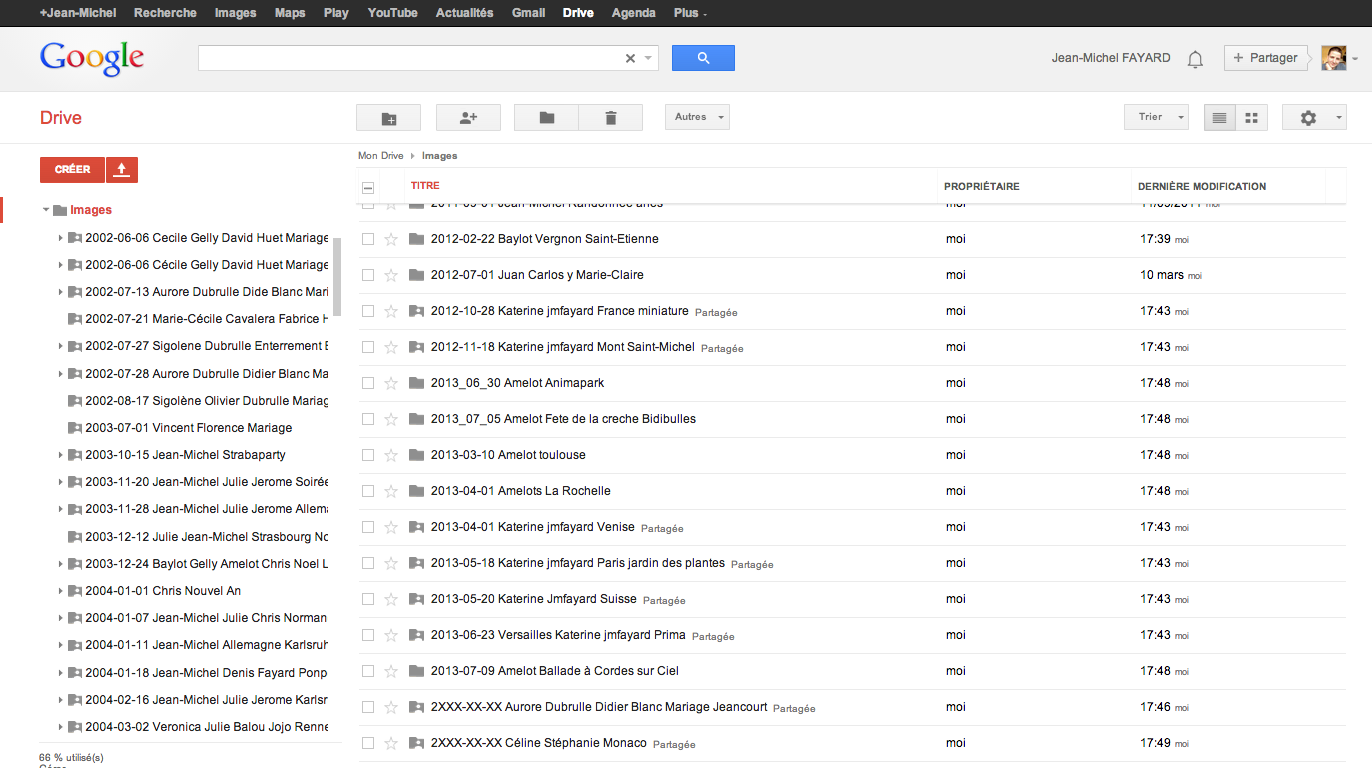 +Jean-Michel Recherche Images Maps Play YouTube Actualités Gmail Drive Agenda Plus
Google
Jean-Michel FAYARD
+ Partager
Drive
Autres
Trier
CRÉER
Images
2002-06-06 Cecile Gelly David Huet Mariage
2002-06-06 Cécile Gelly David Huet Mariage
2002-07-13 Aurore Dubrulle Dide Blanc Mari
2002-07-21 Marie-Cécile Cavalera Fabrice H
2002-07-27 Sigolene Dubrulle Enterrement E
2002-07-28 Aurore Dubrulle Didier Blanc Ma
2002-08-17 Sigolène Olivier Dubrulle Mariag
2003-07-01 Vincent Florence Mariage
2003-10-15 Jean-Michel Strabaparty
2003-11-20 Jean-Michel Julie Jerome Soirée
2003-11-28 Jean-Michel Julie Jerome Allema
2003-12-12 Julie Jean-Michel Strasbourg No
2003-12-24 Baylot Gelly Amelot Chris Noel L
2004-01-01 Chris Nouvel An
2004-01-07 Jean-Michel Julie Chris Norman
2004-01-11 Jean-Michel Allemagne Karlsruh
2004-01-18 Jean-Michel Denis Fayard Ponp
2004-02-16 Jean-Michel Julie Jerome Karlsr
2004-03-02 Veronica Julie Balou Jojo Renne
66 % utilisé(s)
Mon Drive Images
TITRE PROPRIÉTAIRE DERNIÈRE MODIFICATION
2011-09-01 Jean-Michel Randonnée ânes moi 11/09/2011 moi
2012-02-22 Baylot Vergnon Saint-Etienne moi 17:39 moi
2012-07-01 Juan Carlos y Marie-Claire moi 10 mars moi
2012-10-28 Katerine jmfayard France miniature Partagée moi 17:43 moi
2012-11-18 Katerine jmfayard Mont Saint-Michel Partagée moi 17:43 moi
2013_06_30 Amelot Animapark moi 17:48 moi
2013_07_05 Amelot Fete de la creche Bidibulles moi 17:48 moi
2013-03-10 Amelot toulouse moi 17:48 moi
2013-04-01 Amelots La Rochelle moi 17:48 moi
2013-04-01 Katerine jmfayard Venise Partagée moi 17:43 moi
2013-05-18 Katerine jmfayard Paris jardin des plantes Partagée moi 17:43 moi
2013-05-20 Katerine Jmfayard Suisse Partagée moi 17:43 moi
2013-06-23 Versailles Katerine jmfayard Prima Partagée moi 17:43 moi
2013-07-09 Amelot Ballade à Cordes sur Ciel moi 17:48 moi
2XXX-XX-XX Aurore Dubrulle Didier Blanc Mariage Jeancourt Partagée moi 17:46 moi
2XXX-XX-XX Céline Stéphanie Monaco Partagée moi 17:49 moi